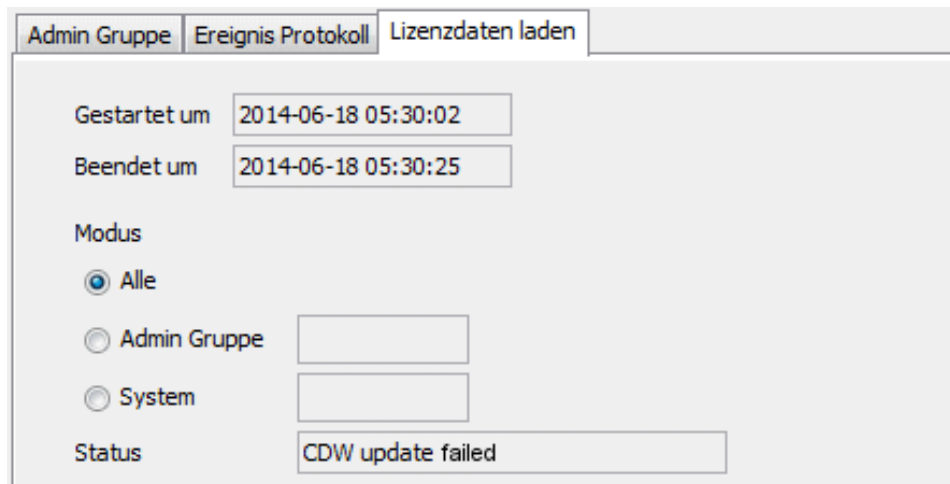 Admin Gruppe Ereignis Protokoll Lizenzdaten laden
Gestartet um 2014-06-18 05:30:02
Beendet um 2014-06-18 05:30:25
Modus
Alle
Admin Gruppe
System
Status CDW update failed